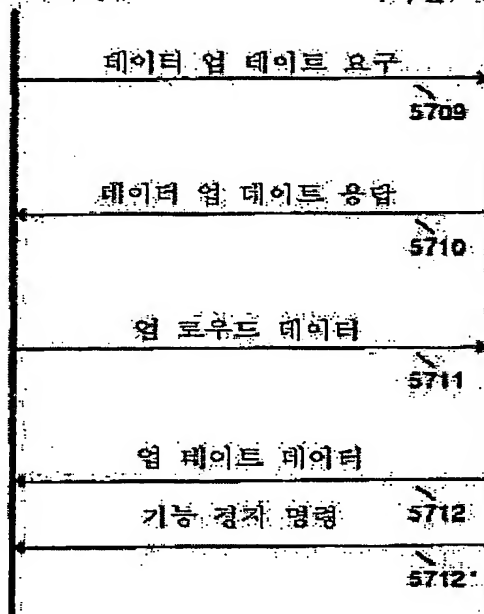 데이터 업 데이트 요구
5709
데이터 업 데이트 응답
5710
업 로우드 데이터
5711
업 데이트 데이터
기능 정지 명령
5712
5712'